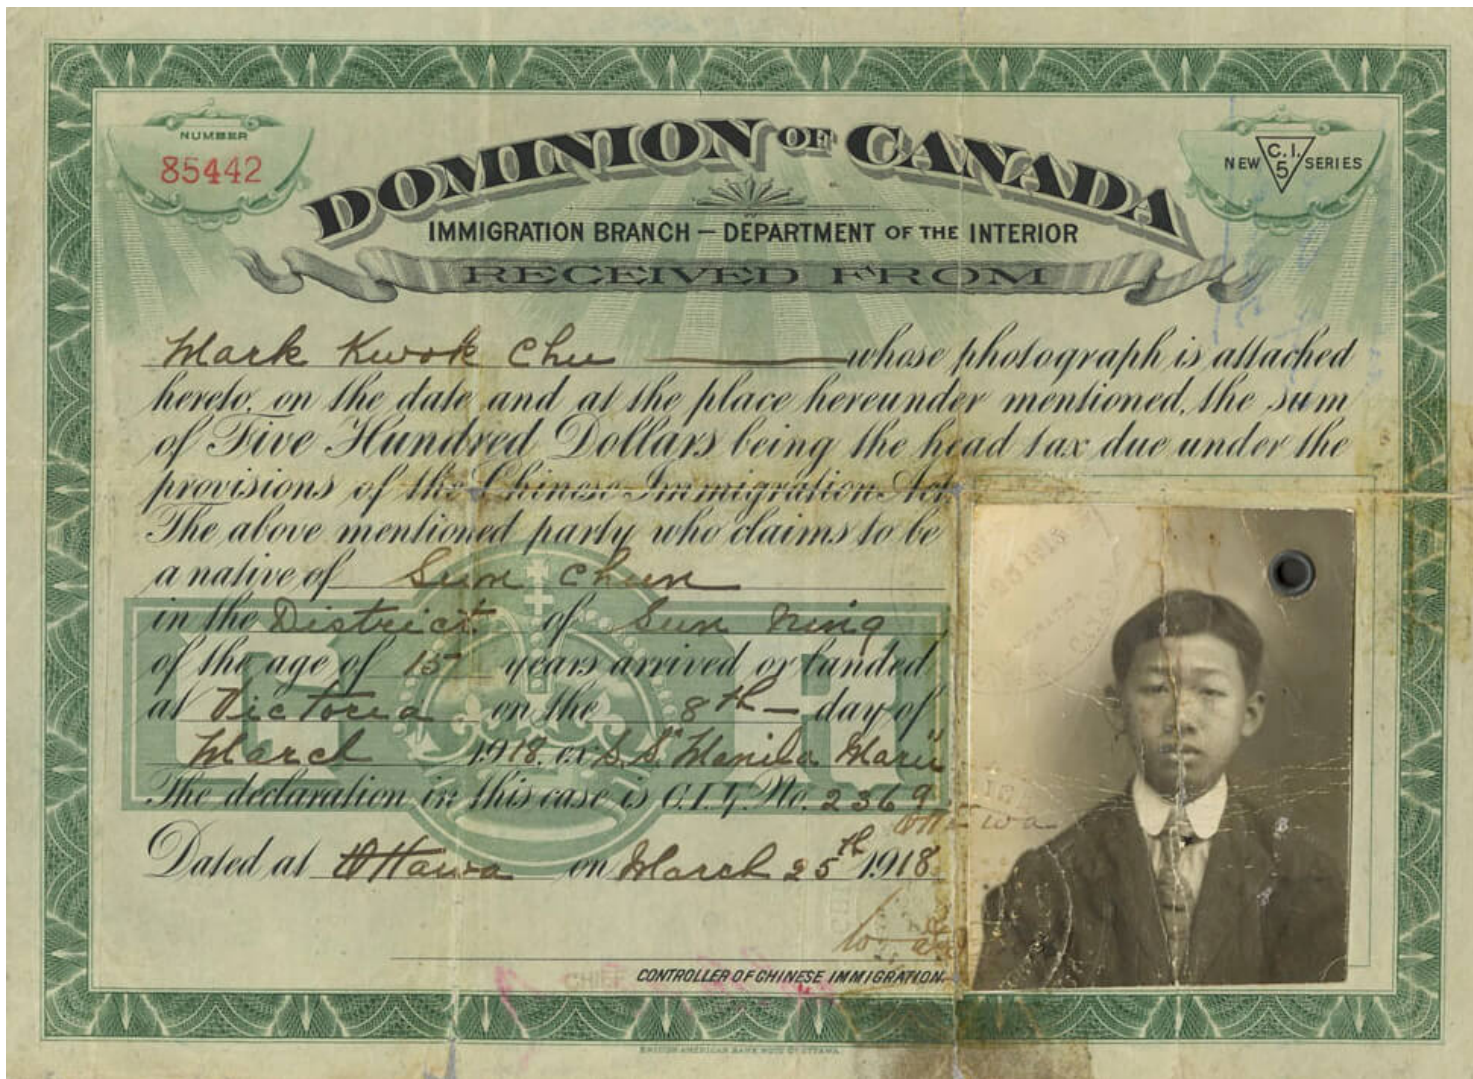 NUMBER
85442
NEW C.I. 5 SERIES
DOMINION OF CANADA
IMMIGRATION BRANCH — DEPARTMENT OF THE INTERIOR
RECEIVED FROM
Mark Kwok Chu — whose photograph is attached
hereto, on the date and at the place hereunder mentioned, the sum
of Five Hundred Dollars being the head tax due under the
provisions of the Chinese Immigration Act
The above mentioned party who claims to be
a native of Sun Chun
in the District of Sun Ning
of the age of 15 years arrived or landed
at Victoria on the 8th — day of
March 1918. ex S.S. "Manila Maru
The declaration in this case is C.I.4. No. 2369
Ottawa
Dated at Ottawa on March 25th 1918
CHIEF
CONTROLLER OF CHINESE IMMIGRATION.
G R